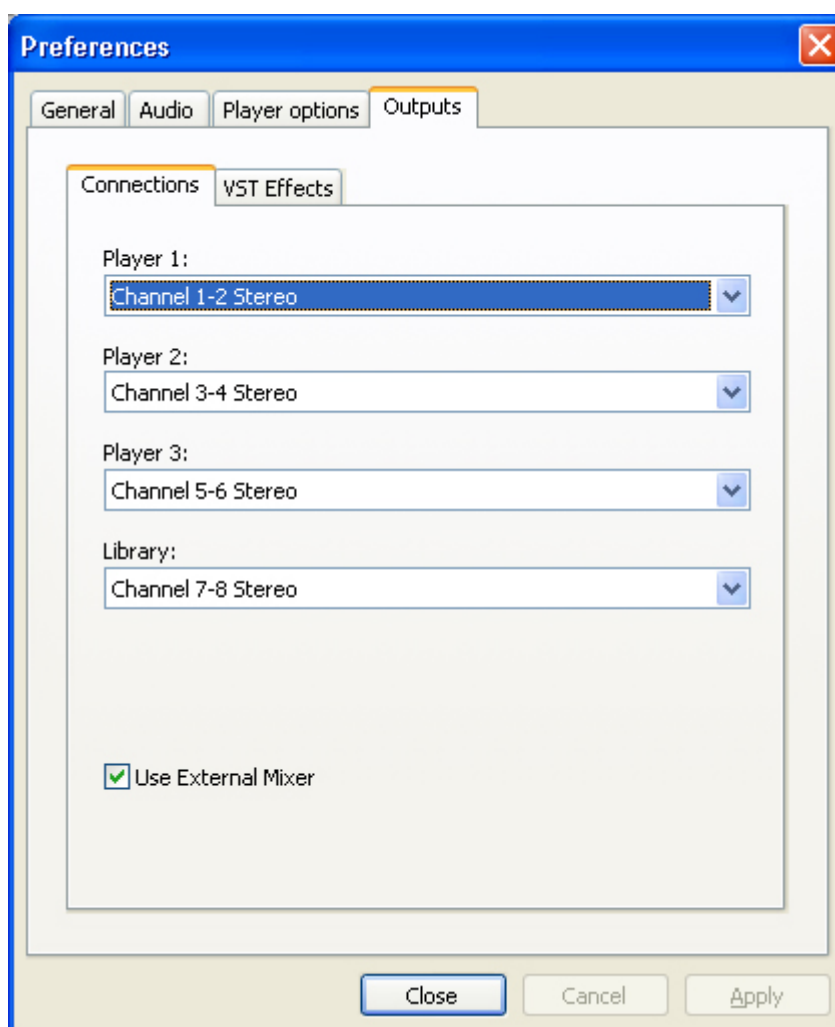 Preferences
General Audio Player options Outputs
Connections VST Effects
Player 1:
Channel 1-2 Stereo
Player 2:
Channel 3-4 Stereo
Player 3:
Channel 5-6 Stereo
Library:
Channel 7-8 Stereo
Use External Mixer
Close Cancel Apply